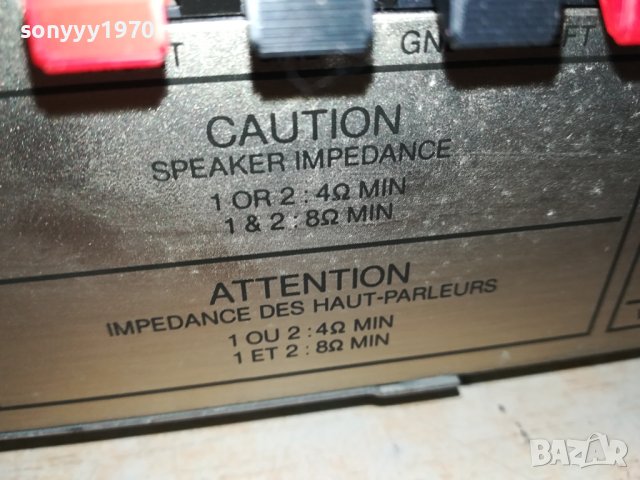 sonyyy1970
T GN FT
CAUTION
SPEAKER IMPEDANCE
1 OR 2 : 4Ω MIN
1 & 2 : 8Ω MIN
ATTENTION
IMPEDANCE DES HAUT-PARLEURS
1 OU 2 : 4Ω MIN
1 ET 2 : 8Ω MIN
BAZAR